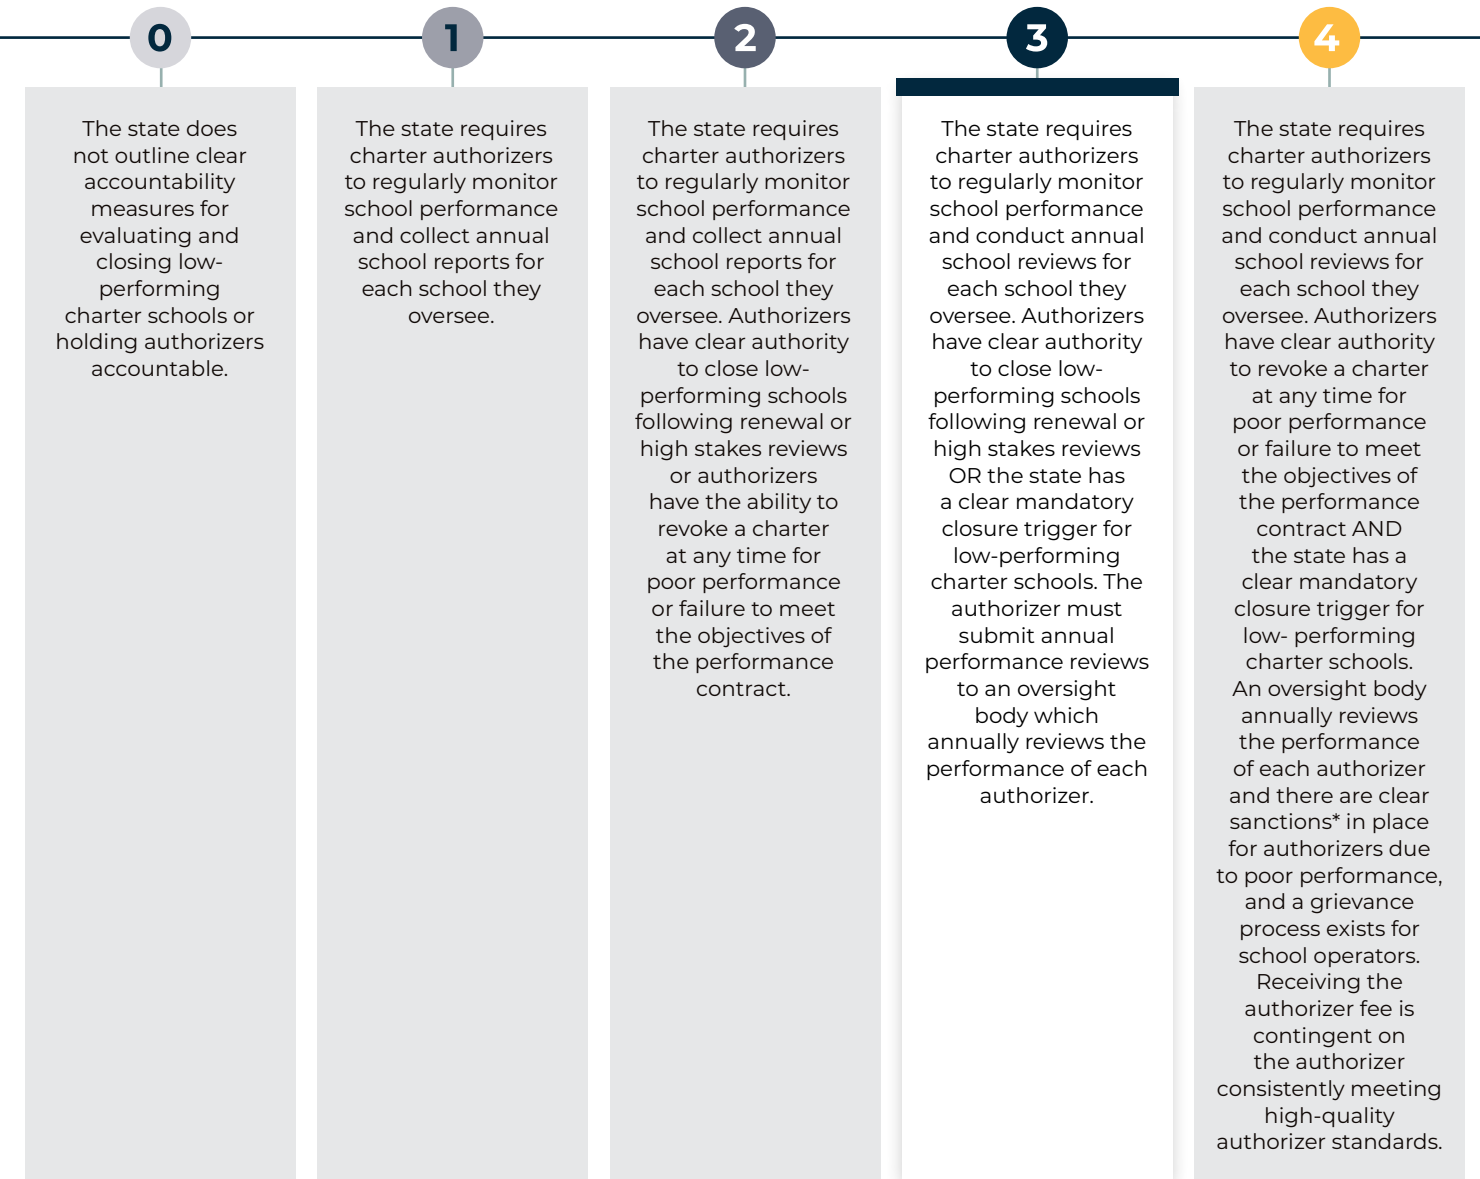 0
The state does
not outline clear
accountability
measures for
evaluating and
closing low-
performing
charter schools or
holding authorizers
accountable.
1
The state requires
charter authorizers
to regularly monitor
school performance
and collect annual
school reports for
each school they
oversee.
2
The state requires
charter authorizers
to regularly monitor
school performance
and collect annual
school reports for
each school they
oversee. Authorizers
have clear authority
to close low-
performing schools
following renewal or
high stakes reviews
or authorizers
have the ability to
revoke a charter
at any time for
poor performance
or failure to meet
the objectives of
the performance
contract.
3
The state requires
charter authorizers
to regularly monitor
school performance
and conduct annual
school reviews for
each school they
oversee. Authorizers
have clear authority
to close low-
performing schools
following renewal or
high stakes reviews
OR the state has
a clear mandatory
closure trigger for
low-performing
charter schools. The
authorizer must
submit annual
performance reviews
to an oversight
body which
annually reviews the
performance of each
authorizer.
4
The state requires
charter authorizers
to regularly monitor
school performance
and conduct annual
school reviews for
each school they
oversee. Authorizers
have clear authority
to revoke a charter
at any time for
poor performance
or failure to meet
the objectives of
the performance
contract AND
the state has a
clear mandatory
closure trigger for
low- performing
charter schools.
An oversight body
annually reviews
the performance
of each authorizer
and there are clear
sanctions* in place
for authorizers due
to poor performance,
and a grievance
process exists for
school operators.
Receiving the
authorizer fee is
contingent on
the authorizer
consistently meeting
high-quality
authorizer standards.